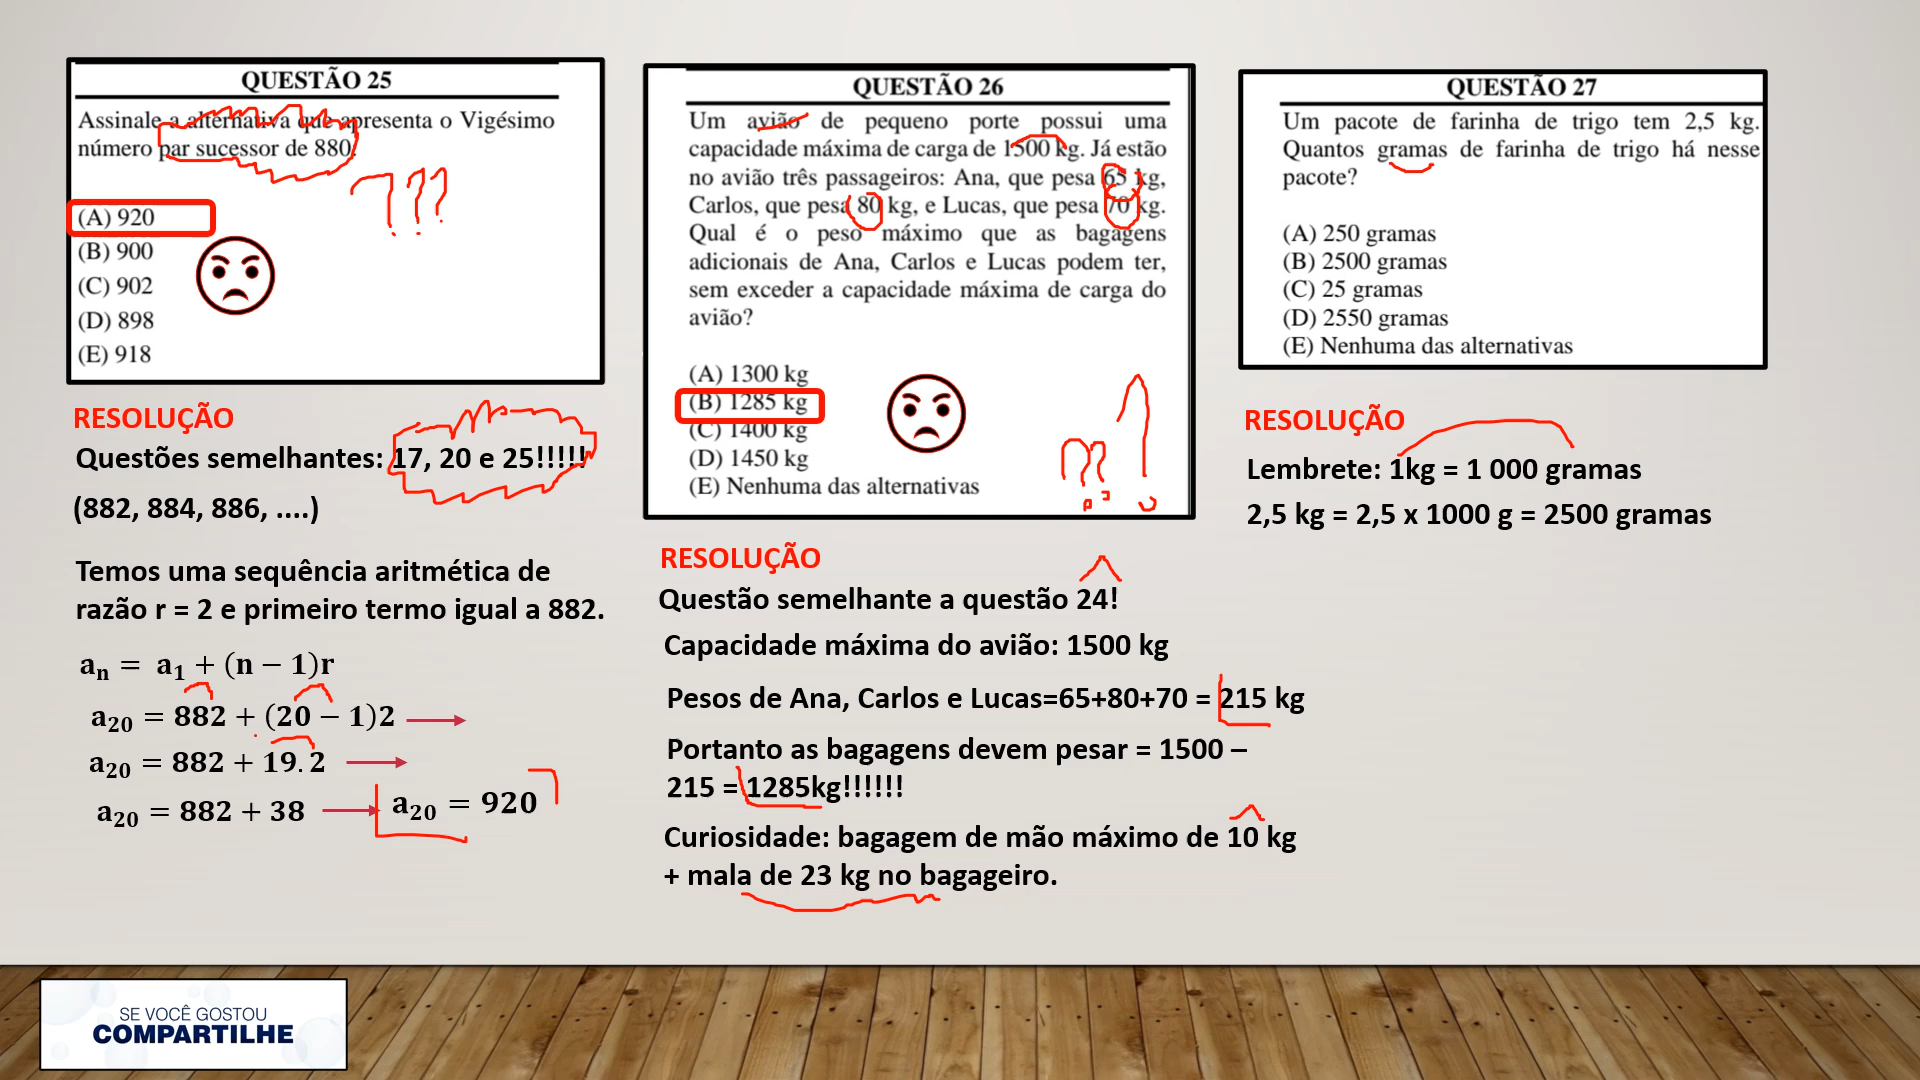 QUESTÃO 25
Assinale a alternativa que apresenta o Vigésimo
número par sucessor de 880.
(A) 920
(B) 900
(C) 902
(D) 898
(E) 918
???
RESOLUÇÃO
Questões semelhantes: 17, 20 e 25!!!!!
(882, 884, 886, ....)
Temos uma sequência aritmética de
razão r = 2 e primeiro termo igual a 882.
aₙ = a₁ + (n − 1)r
a₂₀ = 882 + (20 − 1)2
a₂₀ = 882 + 19.2
a₂₀ = 882 + 38
a₂₀ = 920
QUESTÃO 26
Um avião de pequeno porte possui uma
capacidade máxima de carga de 1500 kg. Já estão
no avião três passageiros: Ana, que pesa 65 kg,
Carlos, que pesa 80 kg, e Lucas, que pesa 70 kg.
Qual é o peso máximo que as bagagens
adicionais de Ana, Carlos e Lucas podem ter,
sem exceder a capacidade máxima de carga do
avião?
(A) 1300 kg
(B) 1285 kg
(C) 1400 kg
(D) 1450 kg
(E) Nenhuma das alternativas
??!
RESOLUÇÃO
Questão semelhante a questão 24!
Capacidade máxima do avião: 1500 kg
Pesos de Ana, Carlos e Lucas=65+80+70 = 215 kg
Portanto as bagagens devem pesar = 1500 –
215 = 1285kg!!!!!!
Curiosidade: bagagem de mão máximo de 10 kg
+ mala de 23 kg no bagageiro.
QUESTÃO 27
Um pacote de farinha de trigo tem 2,5 kg.
Quantos gramas de farinha de trigo há nesse
pacote?
(A) 250 gramas
(B) 2500 gramas
(C) 25 gramas
(D) 2550 gramas
(E) Nenhuma das alternativas
RESOLUÇÃO
Lembrete: 1kg = 1 000 gramas
2,5 kg = 2,5 x 1000 g = 2500 gramas
SE VOCÊ GOSTOU
COMPARTILHE